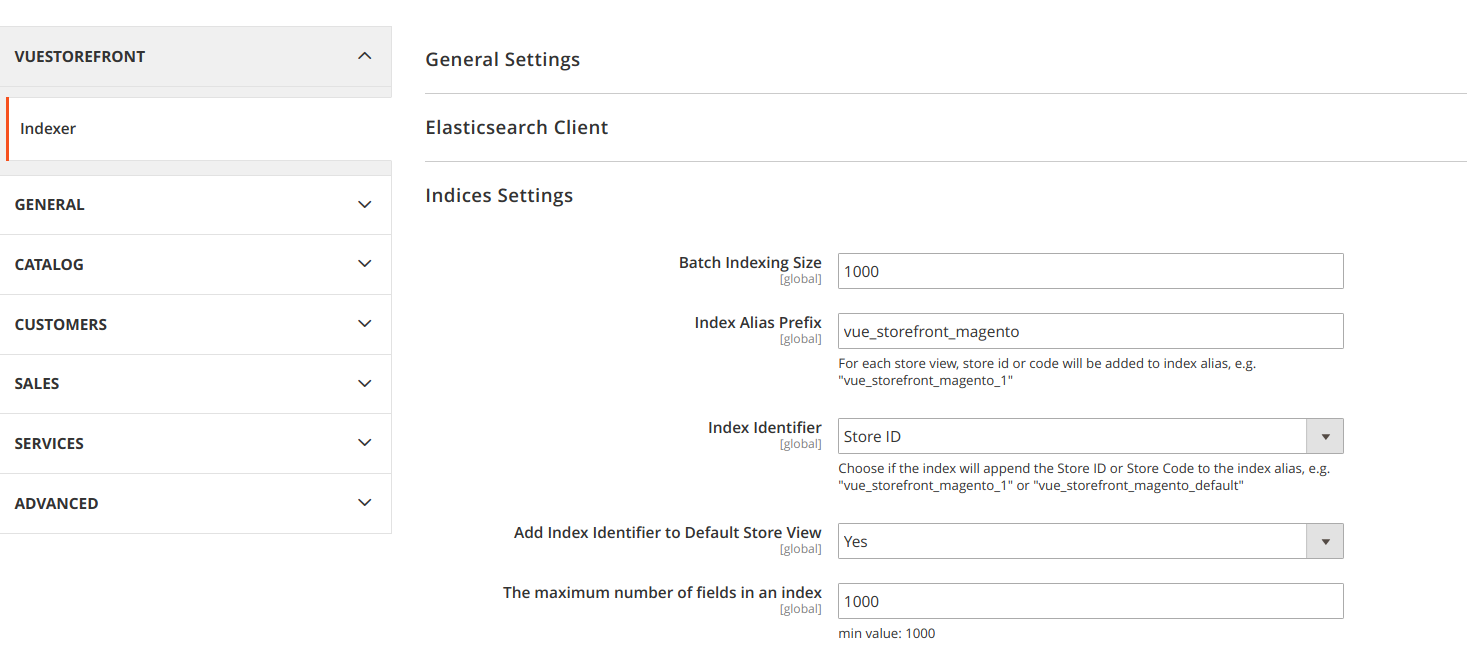 VUESTOREFRONT
Indexer
GENERAL
CATALOG
CUSTOMERS
SALES
SERVICES
ADVANCED
General Settings
Elasticsearch Client
Indices Settings
Batch Indexing Size
[global]
1000
Index Alias Prefix
[global]
vue_storefront_magento
For each store view, store id or code will be added to index alias, e.g.
"vue_storefront_magento_1"
Index Identifier
[global]
Store ID
Choose if the index will append the Store ID or Store Code to the index alias, e.g.
"vue_storefront_magento_1" or "vue_storefront_magento_default"
Add Index Identifier to Default Store View
[global]
Yes
The maximum number of fields in an index
[global]
1000
min value: 1000